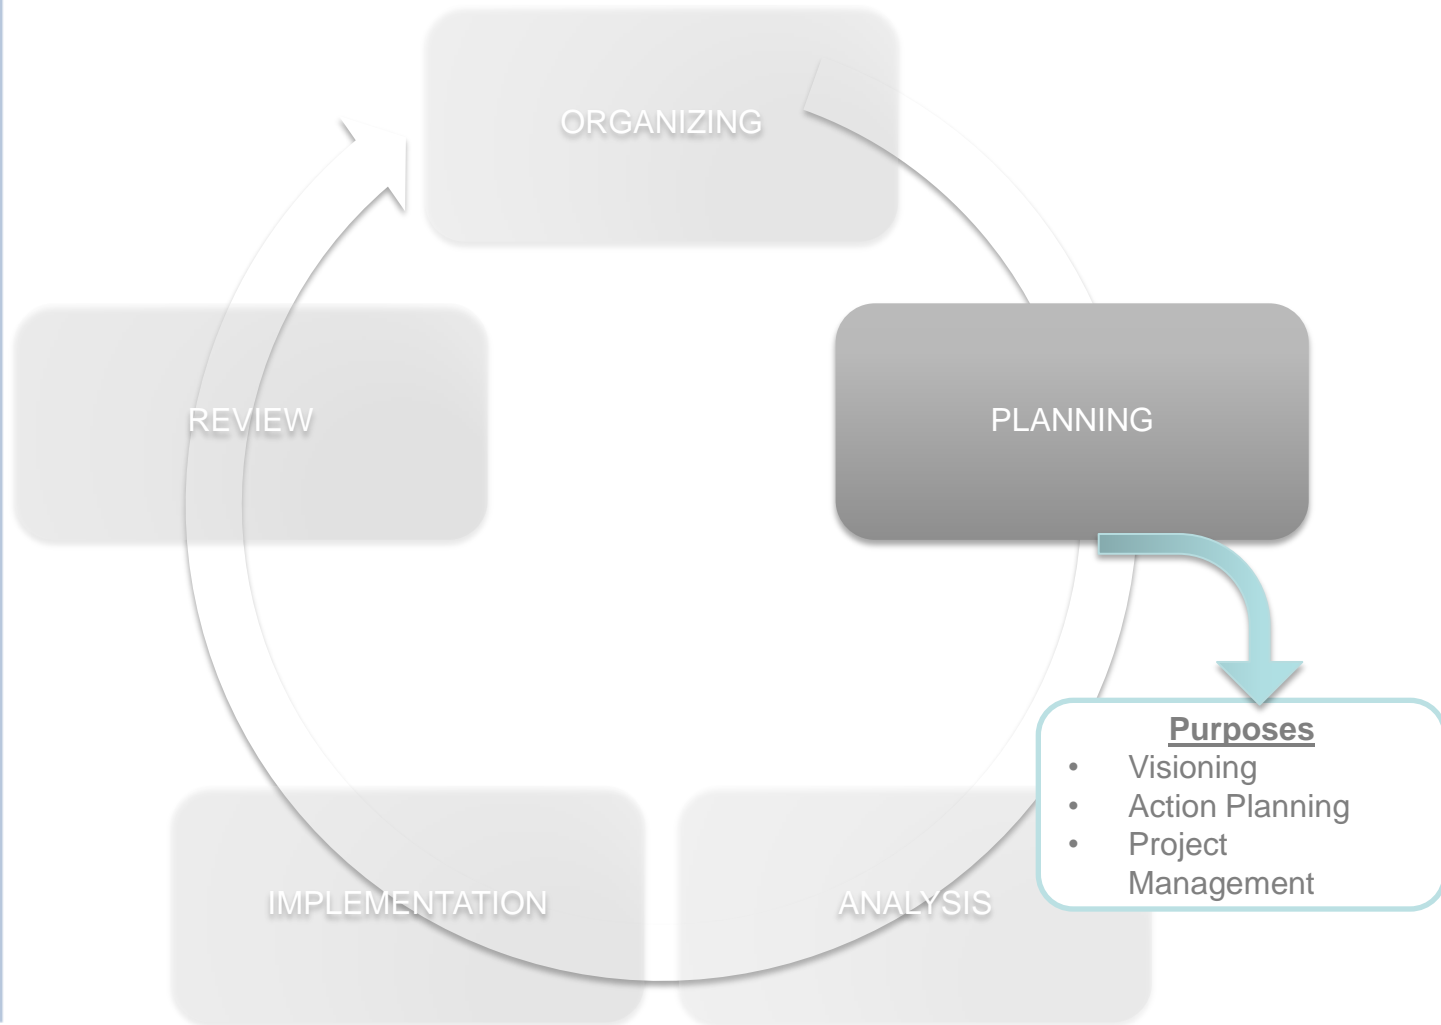 ORGANIZING
REVIEW
PLANNING
Purposes
• Visioning
• Action Planning
• Project
Management
IMPLEMENTATION
ANALYSIS